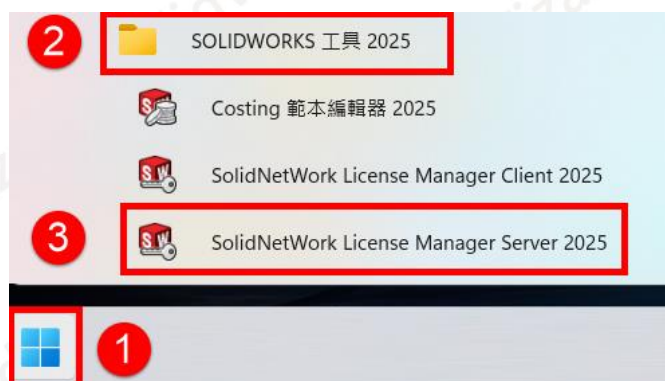 2 SOLIDWORKS 工具 2025
Costing 範本編輯器 2025
SolidNetWork License Manager Client 2025
3 SolidNetWork License Manager Server 2025
1